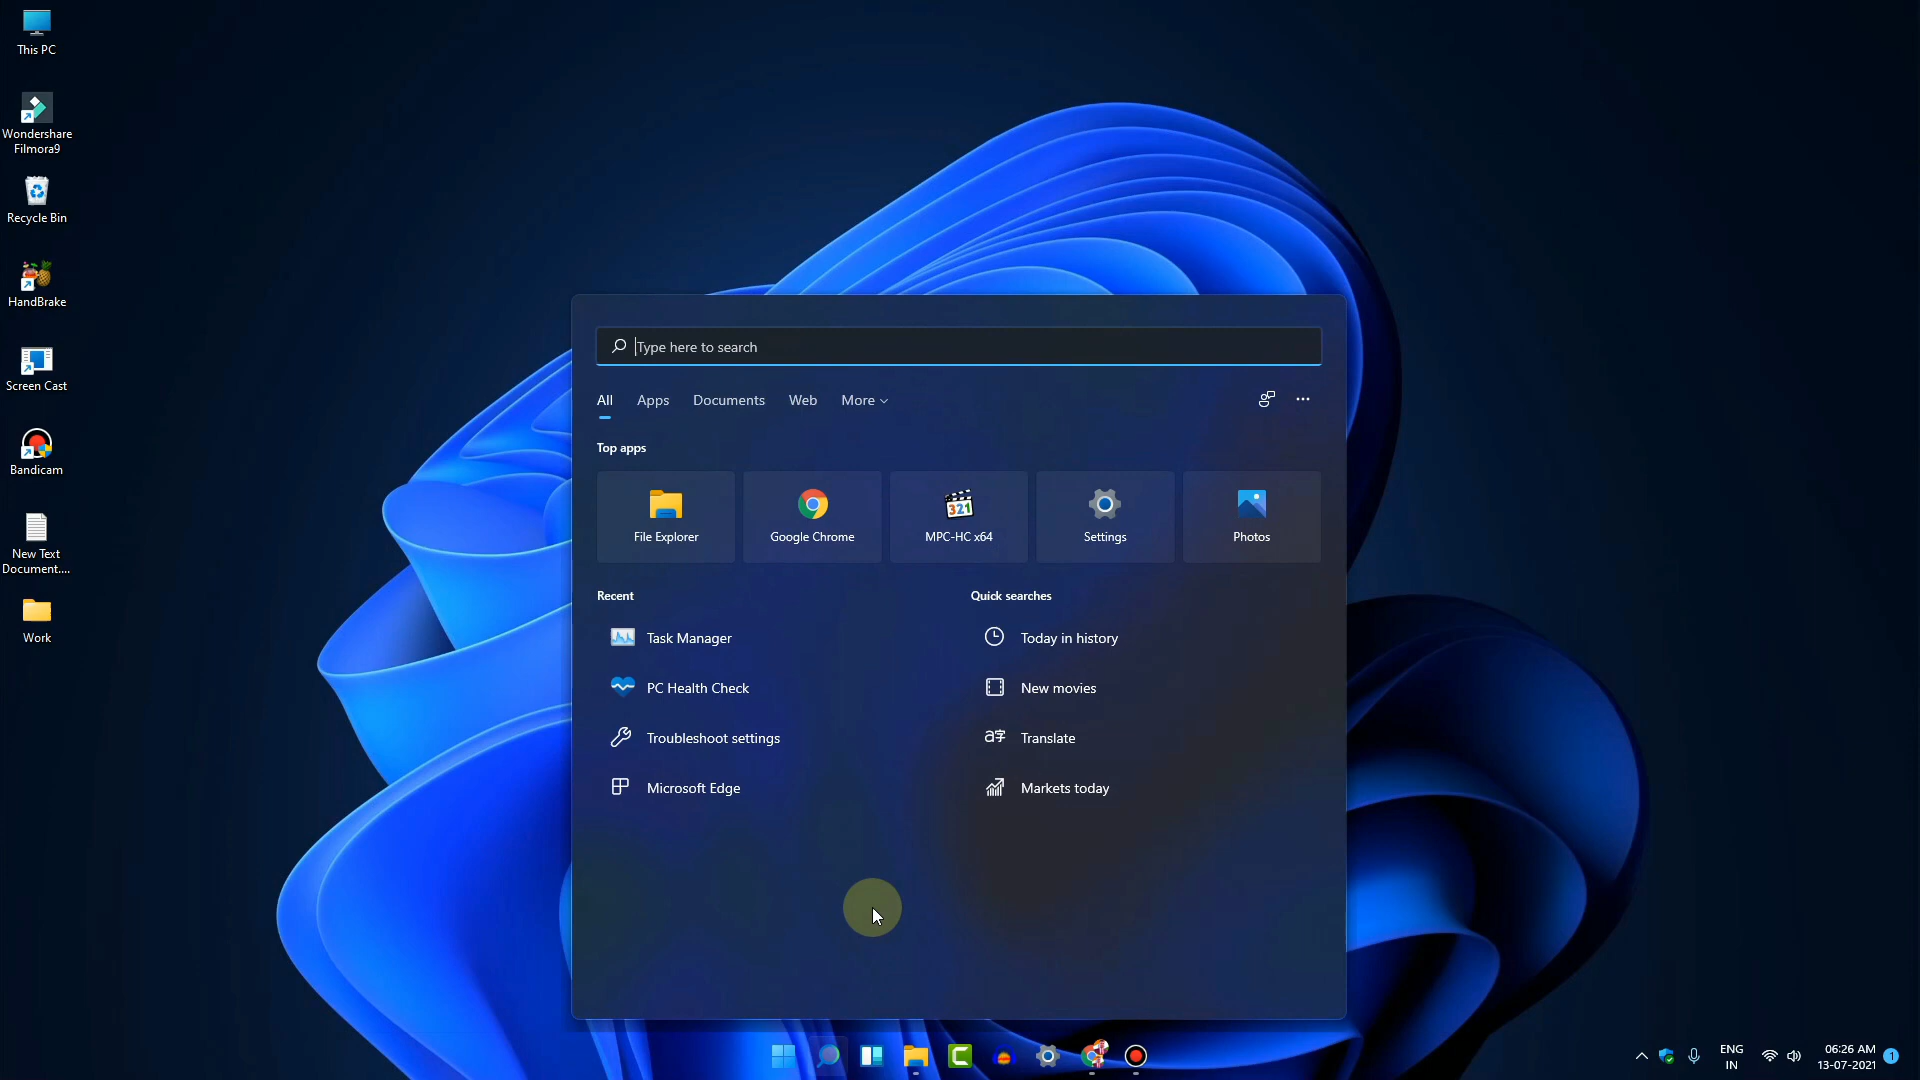 This PC
Wondershare
Filmora9
Recycle Bin
HandBrake
Screen Cast
Bandicam
New Text
Document....
Work
Type here to search
All
Apps
Documents
Web
More
Top apps
File Explorer
Google Chrome
321
MPC-HC x64
Settings
Photos
Recent
Quick searches
Task Manager
Today in history
PC Health Check
New movies
Troubleshoot settings
Translate
Microsoft Edge
Markets today
ENG
IN
06:26 AM
13-07-2021
1